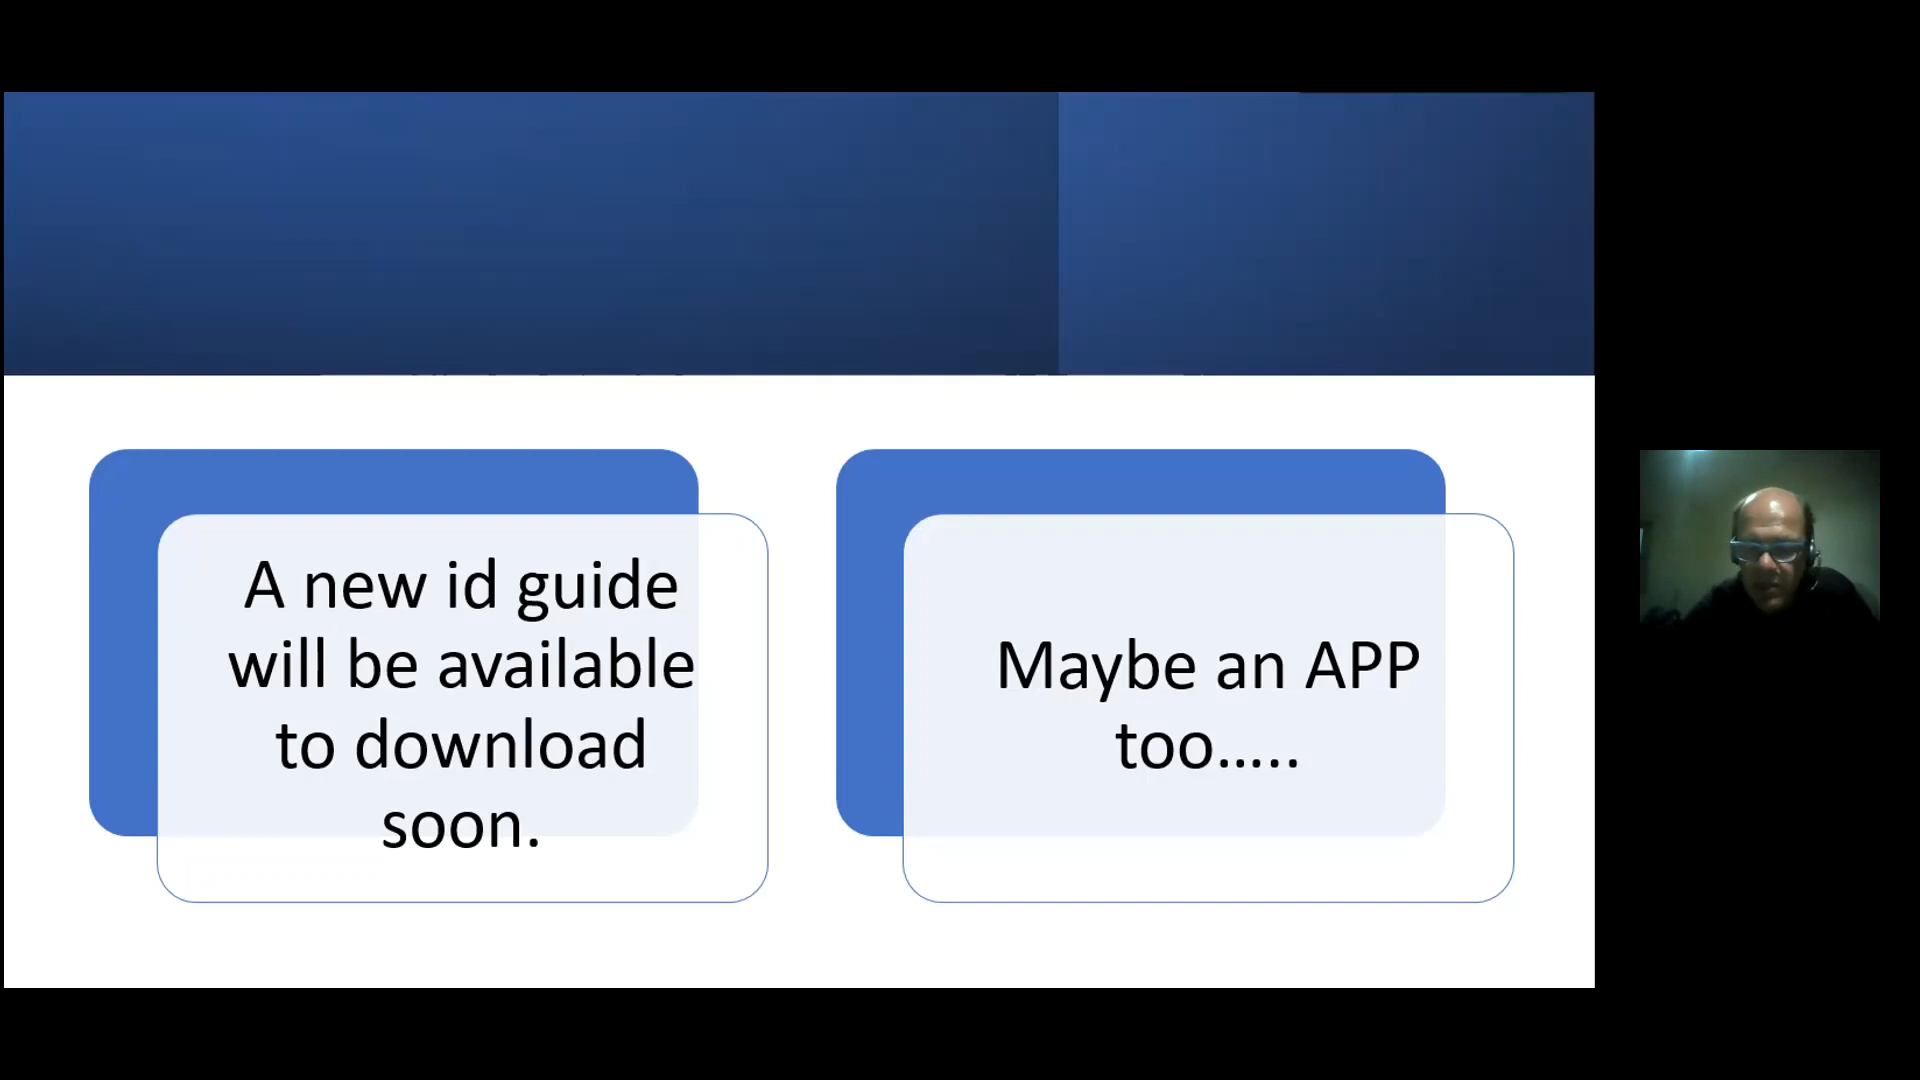 A new id guide
will be available
to download
soon.
Maybe an APP
too…..